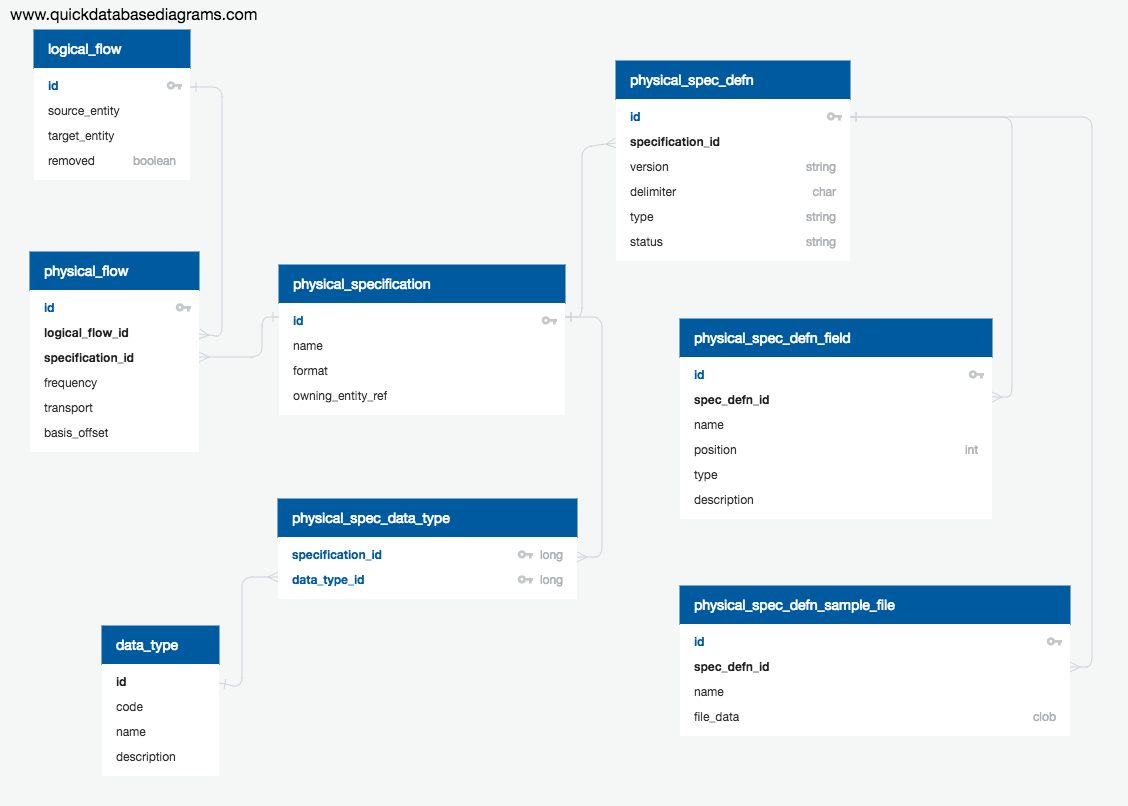 www.quickdatabasediagrams.com
logical_flow
id
source_entity
target_entity
removed boolean
physical_flow
id
logical_flow_id
specification_id
frequency
transport
basis_offset
physical_specification
id
name
format
owning_entity_ref
physical_spec_data_type
specification_id long
data_type_id long
data_type
id
code
name
description
physical_spec_defn
id
specification_id
version string
delimiter char
type string
status string
physical_spec_defn_field
id
spec_defn_id
name
position int
type
description
physical_spec_defn_sample_file
id
spec_defn_id
name
file_data clob